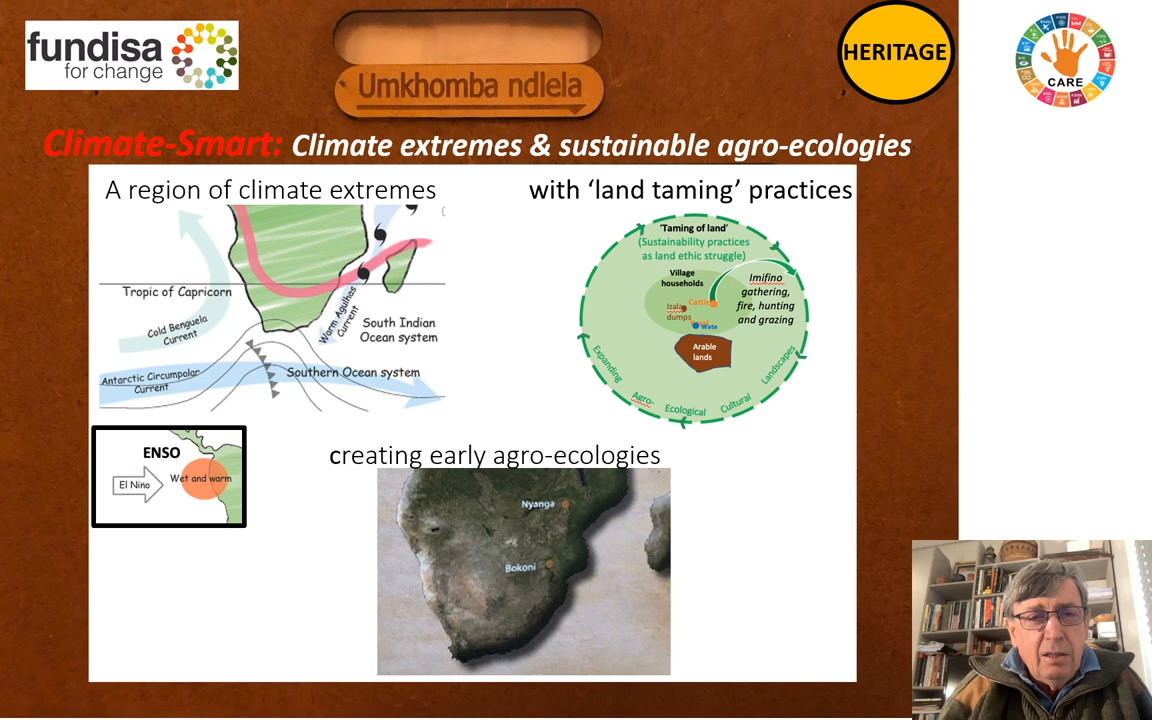 fundisa
for change
Umkhomba ndlela
HERITAGE
CARE
Climate-Smart: Climate extremes & sustainable agro-ecologies
A region of climate extremes
with ‘land taming’ practices
Tropic of Capricorn
Cold Benguela
Current
Warm Agulhas
Current
South Indian
Ocean system
Antarctic Circumpolar
Current
Southern Ocean system
‘Taming of land’
(Sustainability practices
as land ethic struggle)
Village
households
Imifino
gathering,
fire, hunting
and grazing
Cattle
Izala
dumps
Wate
Arable
lands
Expanding
Agro-
Ecological
Cultural
Landscapes
ENSO
El Nino
Wet and warm
creating early agro-ecologies
Nyanga
Bokoni